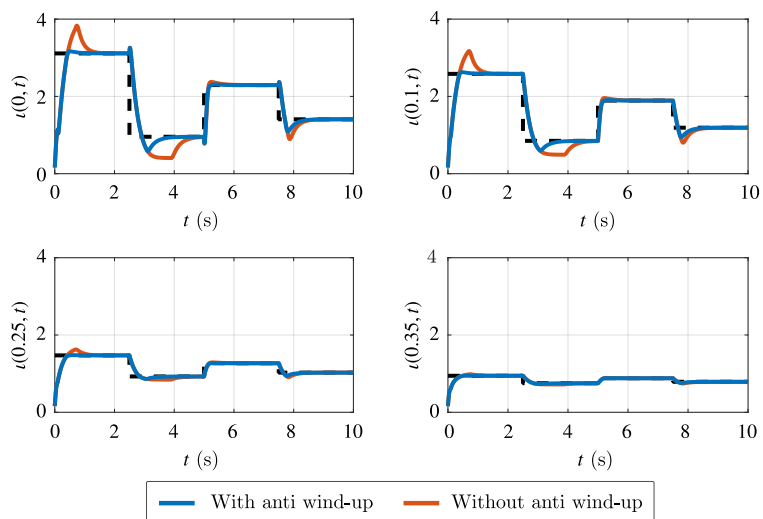 4
2
0
ι(0, t)
0 2 4 6 8 10
t (s)
4
2
0
ι(0.1, t)
0 2 4 6 8 10
t (s)
4
2
0
ι(0.25, t)
0 2 4 6 8 10
t (s)
4
2
0
ι(0.35, t)
0 2 4 6 8 10
t (s)
With anti wind-up Without anti wind-up